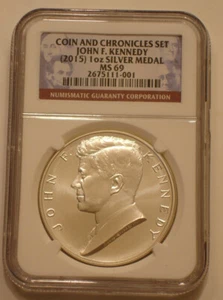 COIN AND CHRONICLES SET
JOHN F. KENNEDY
(2015) 1oz SILVER MEDAL
MS 69
2675111-001
NUMISMATIC GUARANTY CORPORATION
JOHN F. KENNEDY